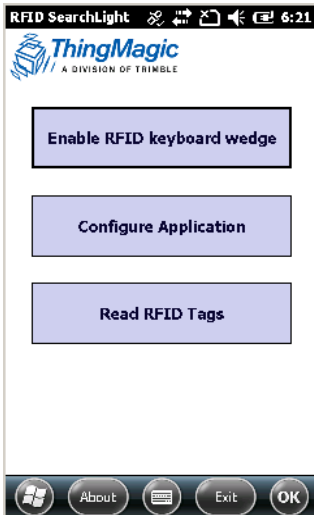 RFID SearchLight 6:21
ThingMagic
A DIVISION OF TRIMBLE
Enable RFID keyboard wedge
Configure Application
Read RFID Tags
About Exit OK